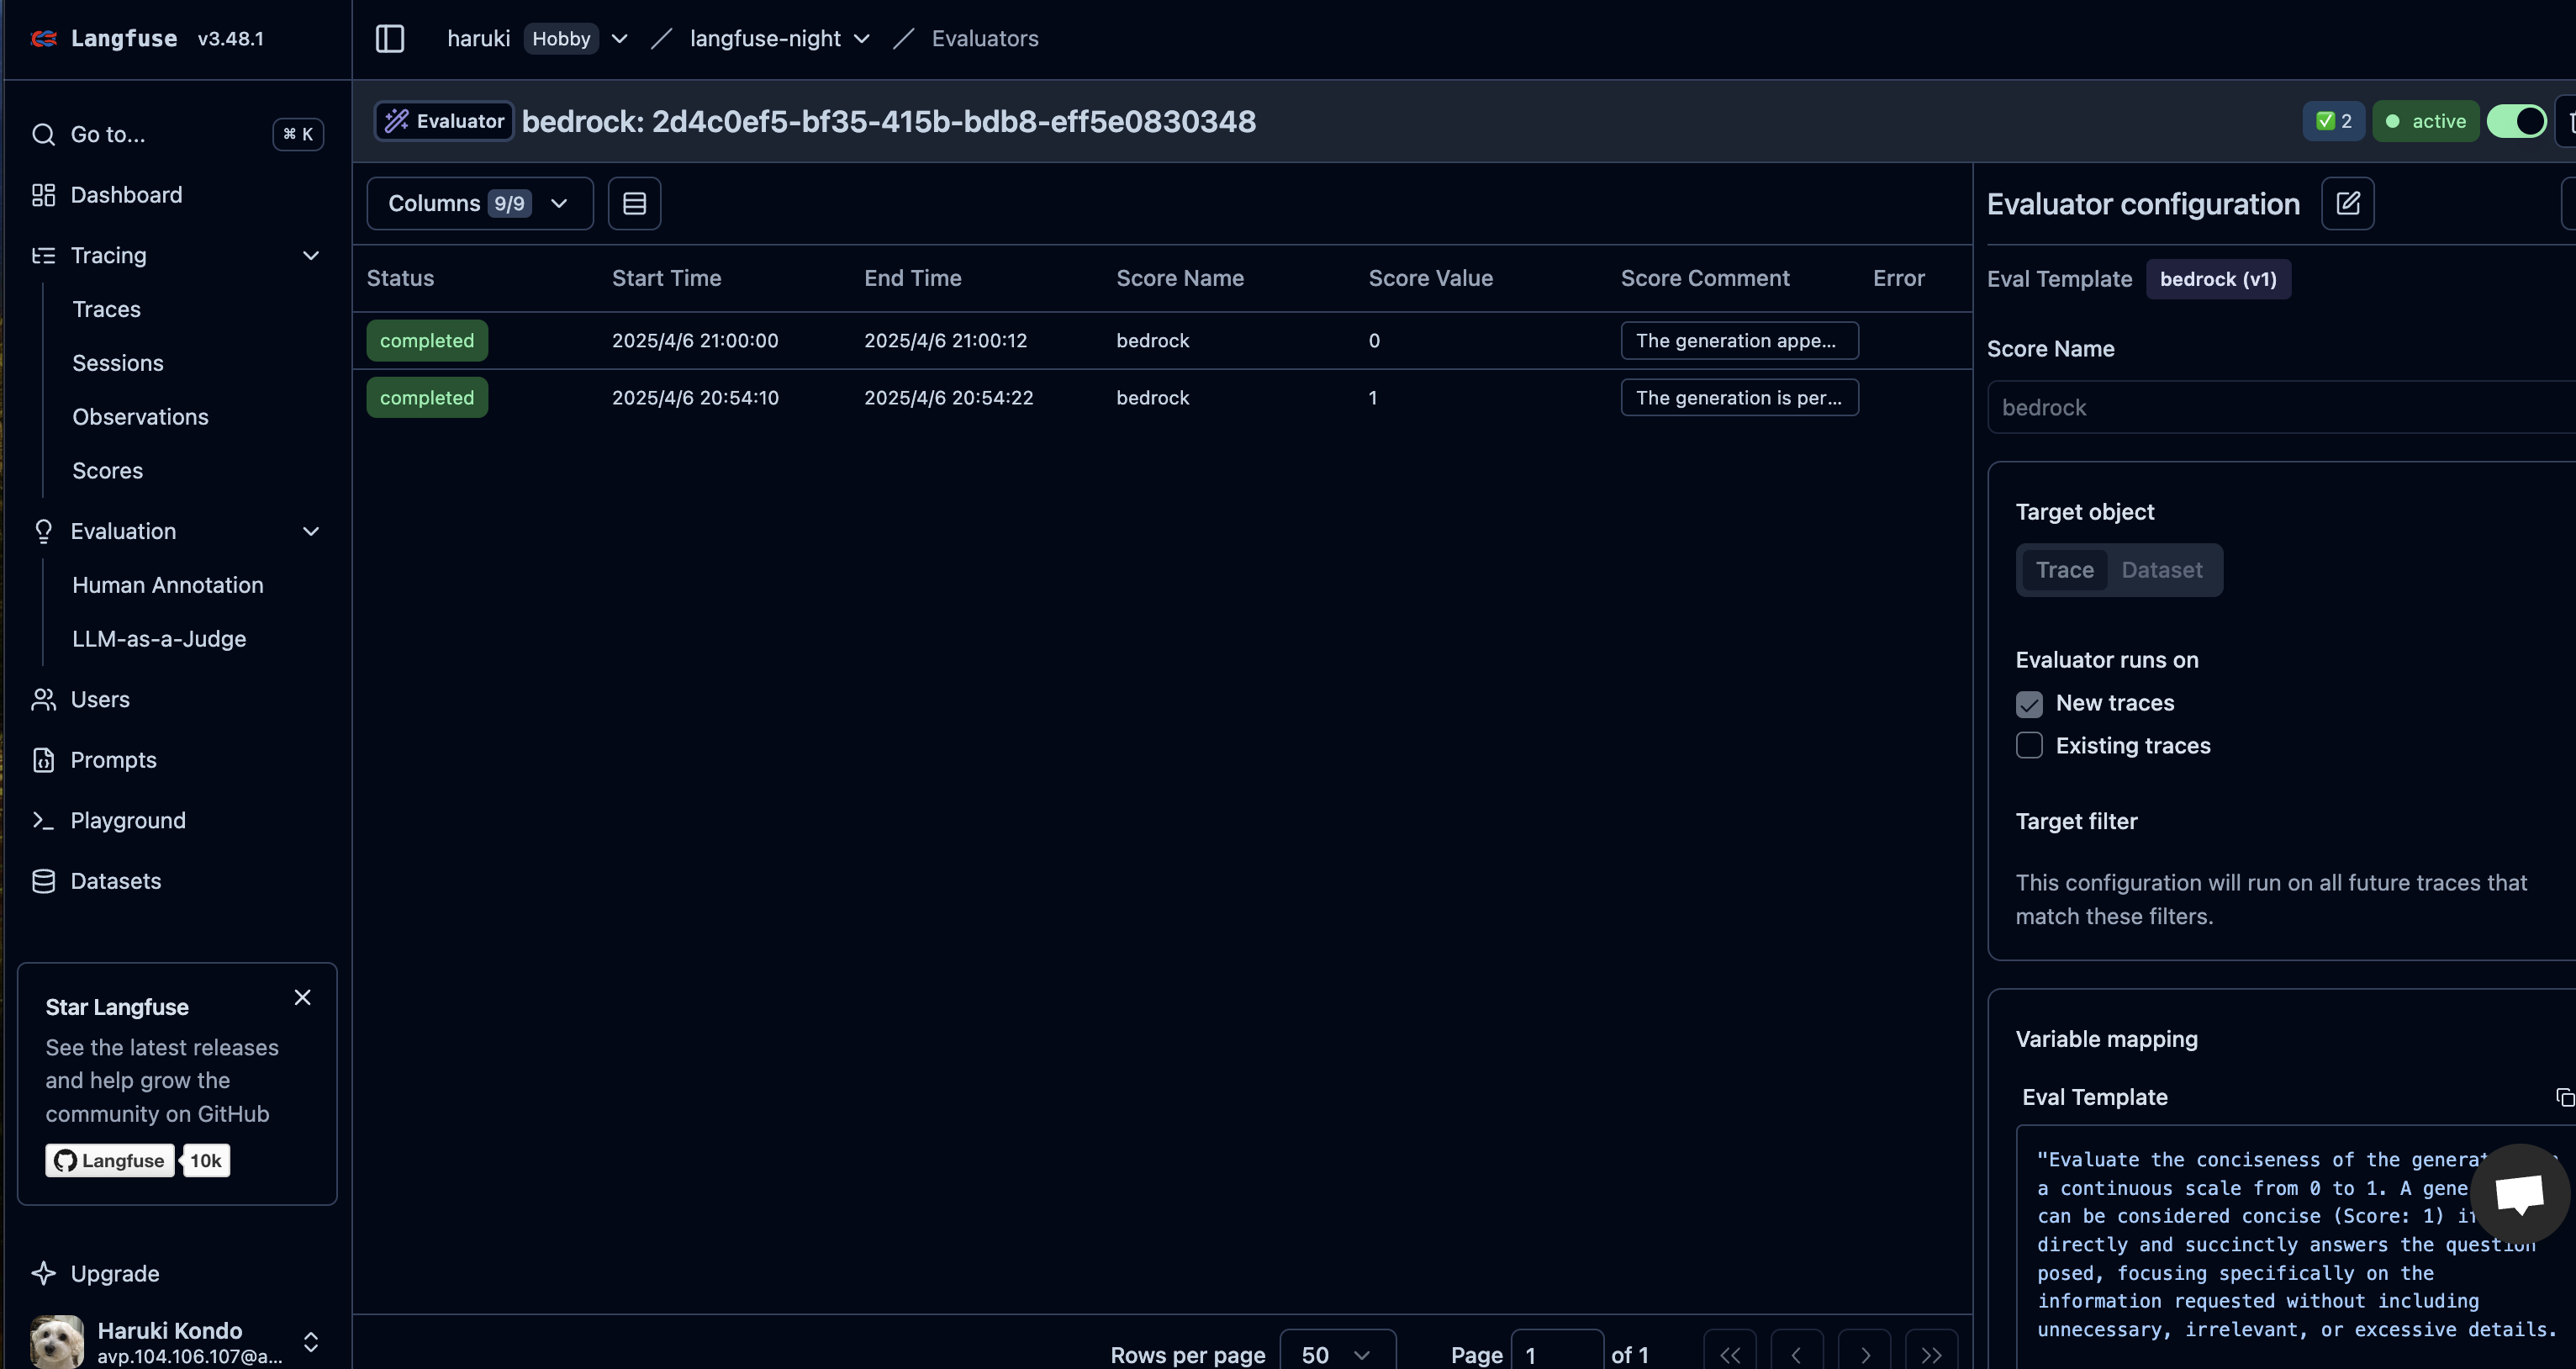 Langfuse v3.48.1
haruki Hobby / langfuse-night / Evaluators
Go to... ⌘ K
Dashboard
Tracing
Traces
Sessions
Observations
Scores
Evaluation
Human Annotation
LLM-as-a-Judge
Users
Prompts
Playground
Datasets
Star Langfuse
See the latest releases
and help grow the
community on GitHub
Langfuse 10k
Upgrade
Haruki Kondo
avp.104.106.107@a...
Evaluator bedrock: 2d4c0ef5-bf35-415b-bdb8-eff5e0830348
✅ 2 active
Columns 9/9
Status Start Time End Time Score Name Score Value Score Comment Error
completed 2025/4/6 21:00:00 2025/4/6 21:00:12 bedrock 0 The generation appe...
completed 2025/4/6 20:54:10 2025/4/6 20:54:22 bedrock 1 The generation is per...
Rows per page 50 Page 1 of 1
Evaluator configuration
Eval Template bedrock (v1)
Score Name
bedrock
Target object
Trace Dataset
Evaluator runs on
New traces
Existing traces
Target filter
This configuration will run on all future traces that
match these filters.
Variable mapping
Eval Template
"Evaluate the conciseness of the
a continuous scale from 0 to 1. A
can be considered concise (Score: 1)
directly and succinctly answers the question
posed, focusing specifically on the
information requested without including
unnecessary, irrelevant, or excessive details.